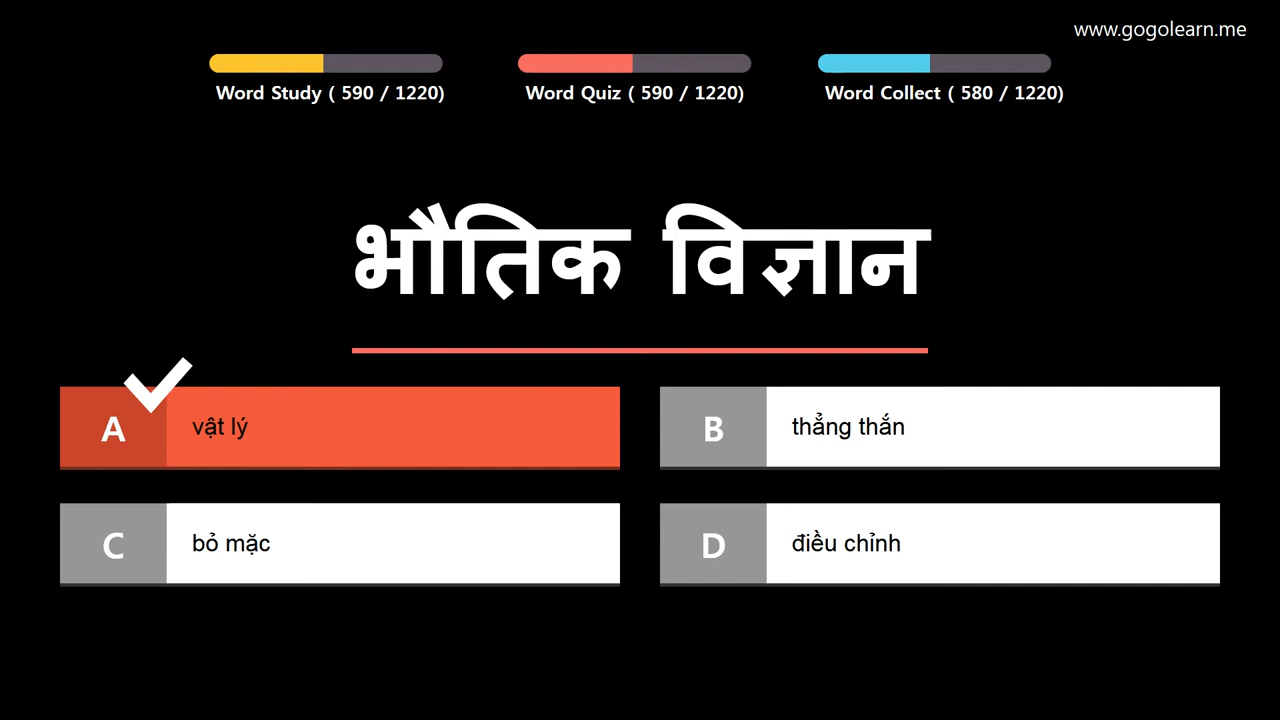 www.gogolearn.me
Word Study ( 590 / 1220)
Word Quiz ( 590 / 1220)
Word Collect ( 580 / 1220)
भौतिक विज्ञान
A
vật lý
B
thẳng thắn
C
bỏ mặc
D
điều chỉnh